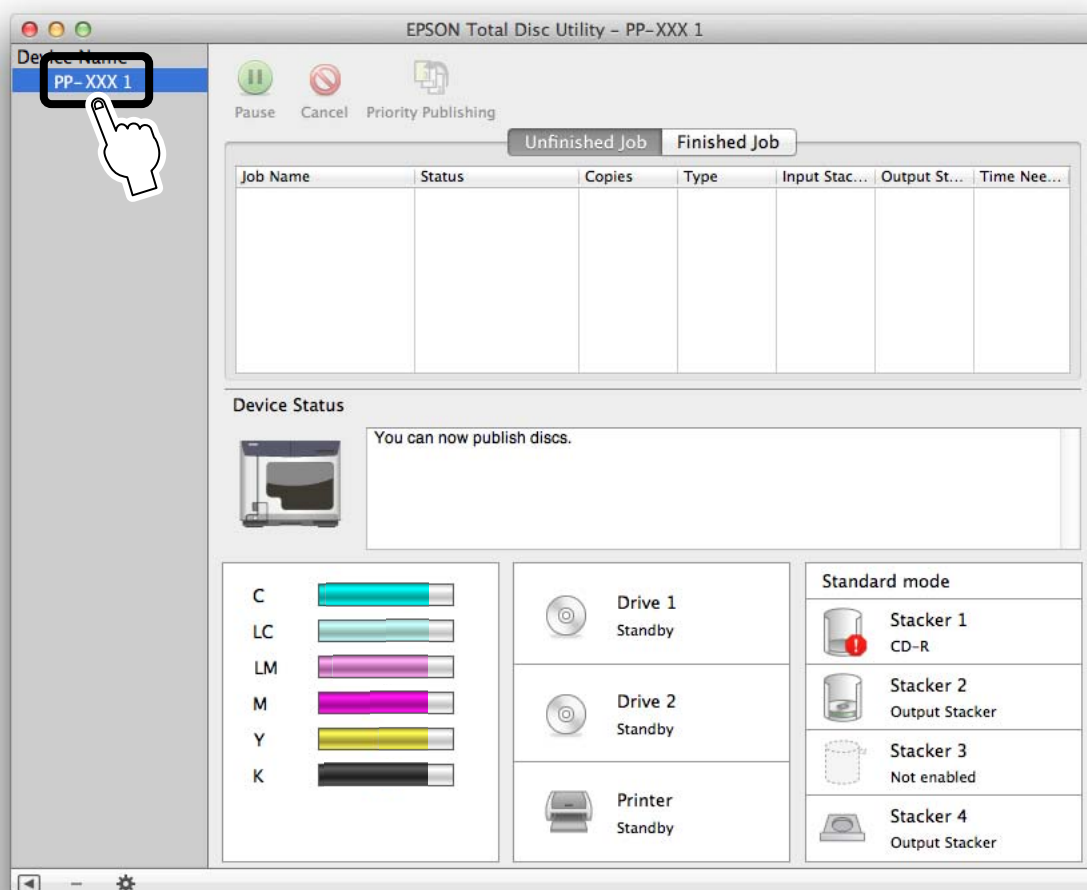 EPSON Total Disc Utility – PP-XXX 1
Device Name
PP-XXX 1
Pause Cancel Priority Publishing
Unfinished Job Finished Job
Job Name Status Copies Type Input Stac... Output St... Time Nee...
Device Status
You can now publish discs.
C
LC
LM
M
Y
K
Drive 1
Standby
Drive 2
Standby
Printer
Standby
Standard mode
Stacker 1
CD-R
Stacker 2
Output Stacker
Stacker 3
Not enabled
Stacker 4
Output Stacker